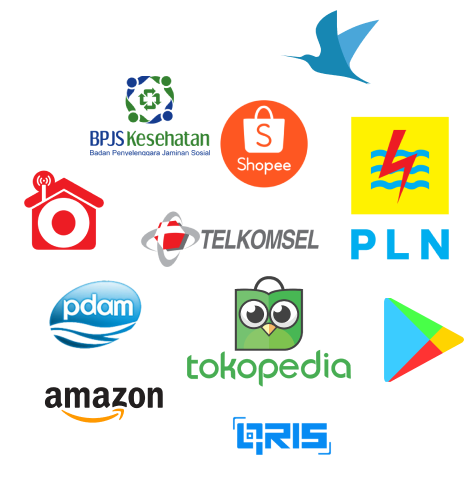 BPJS Kesehatan
Badan Penyelenggara Jaminan Sosial
S
Shopee
TELKOMSEL
PLN
pdam
tokopedia
amazon
QRIS